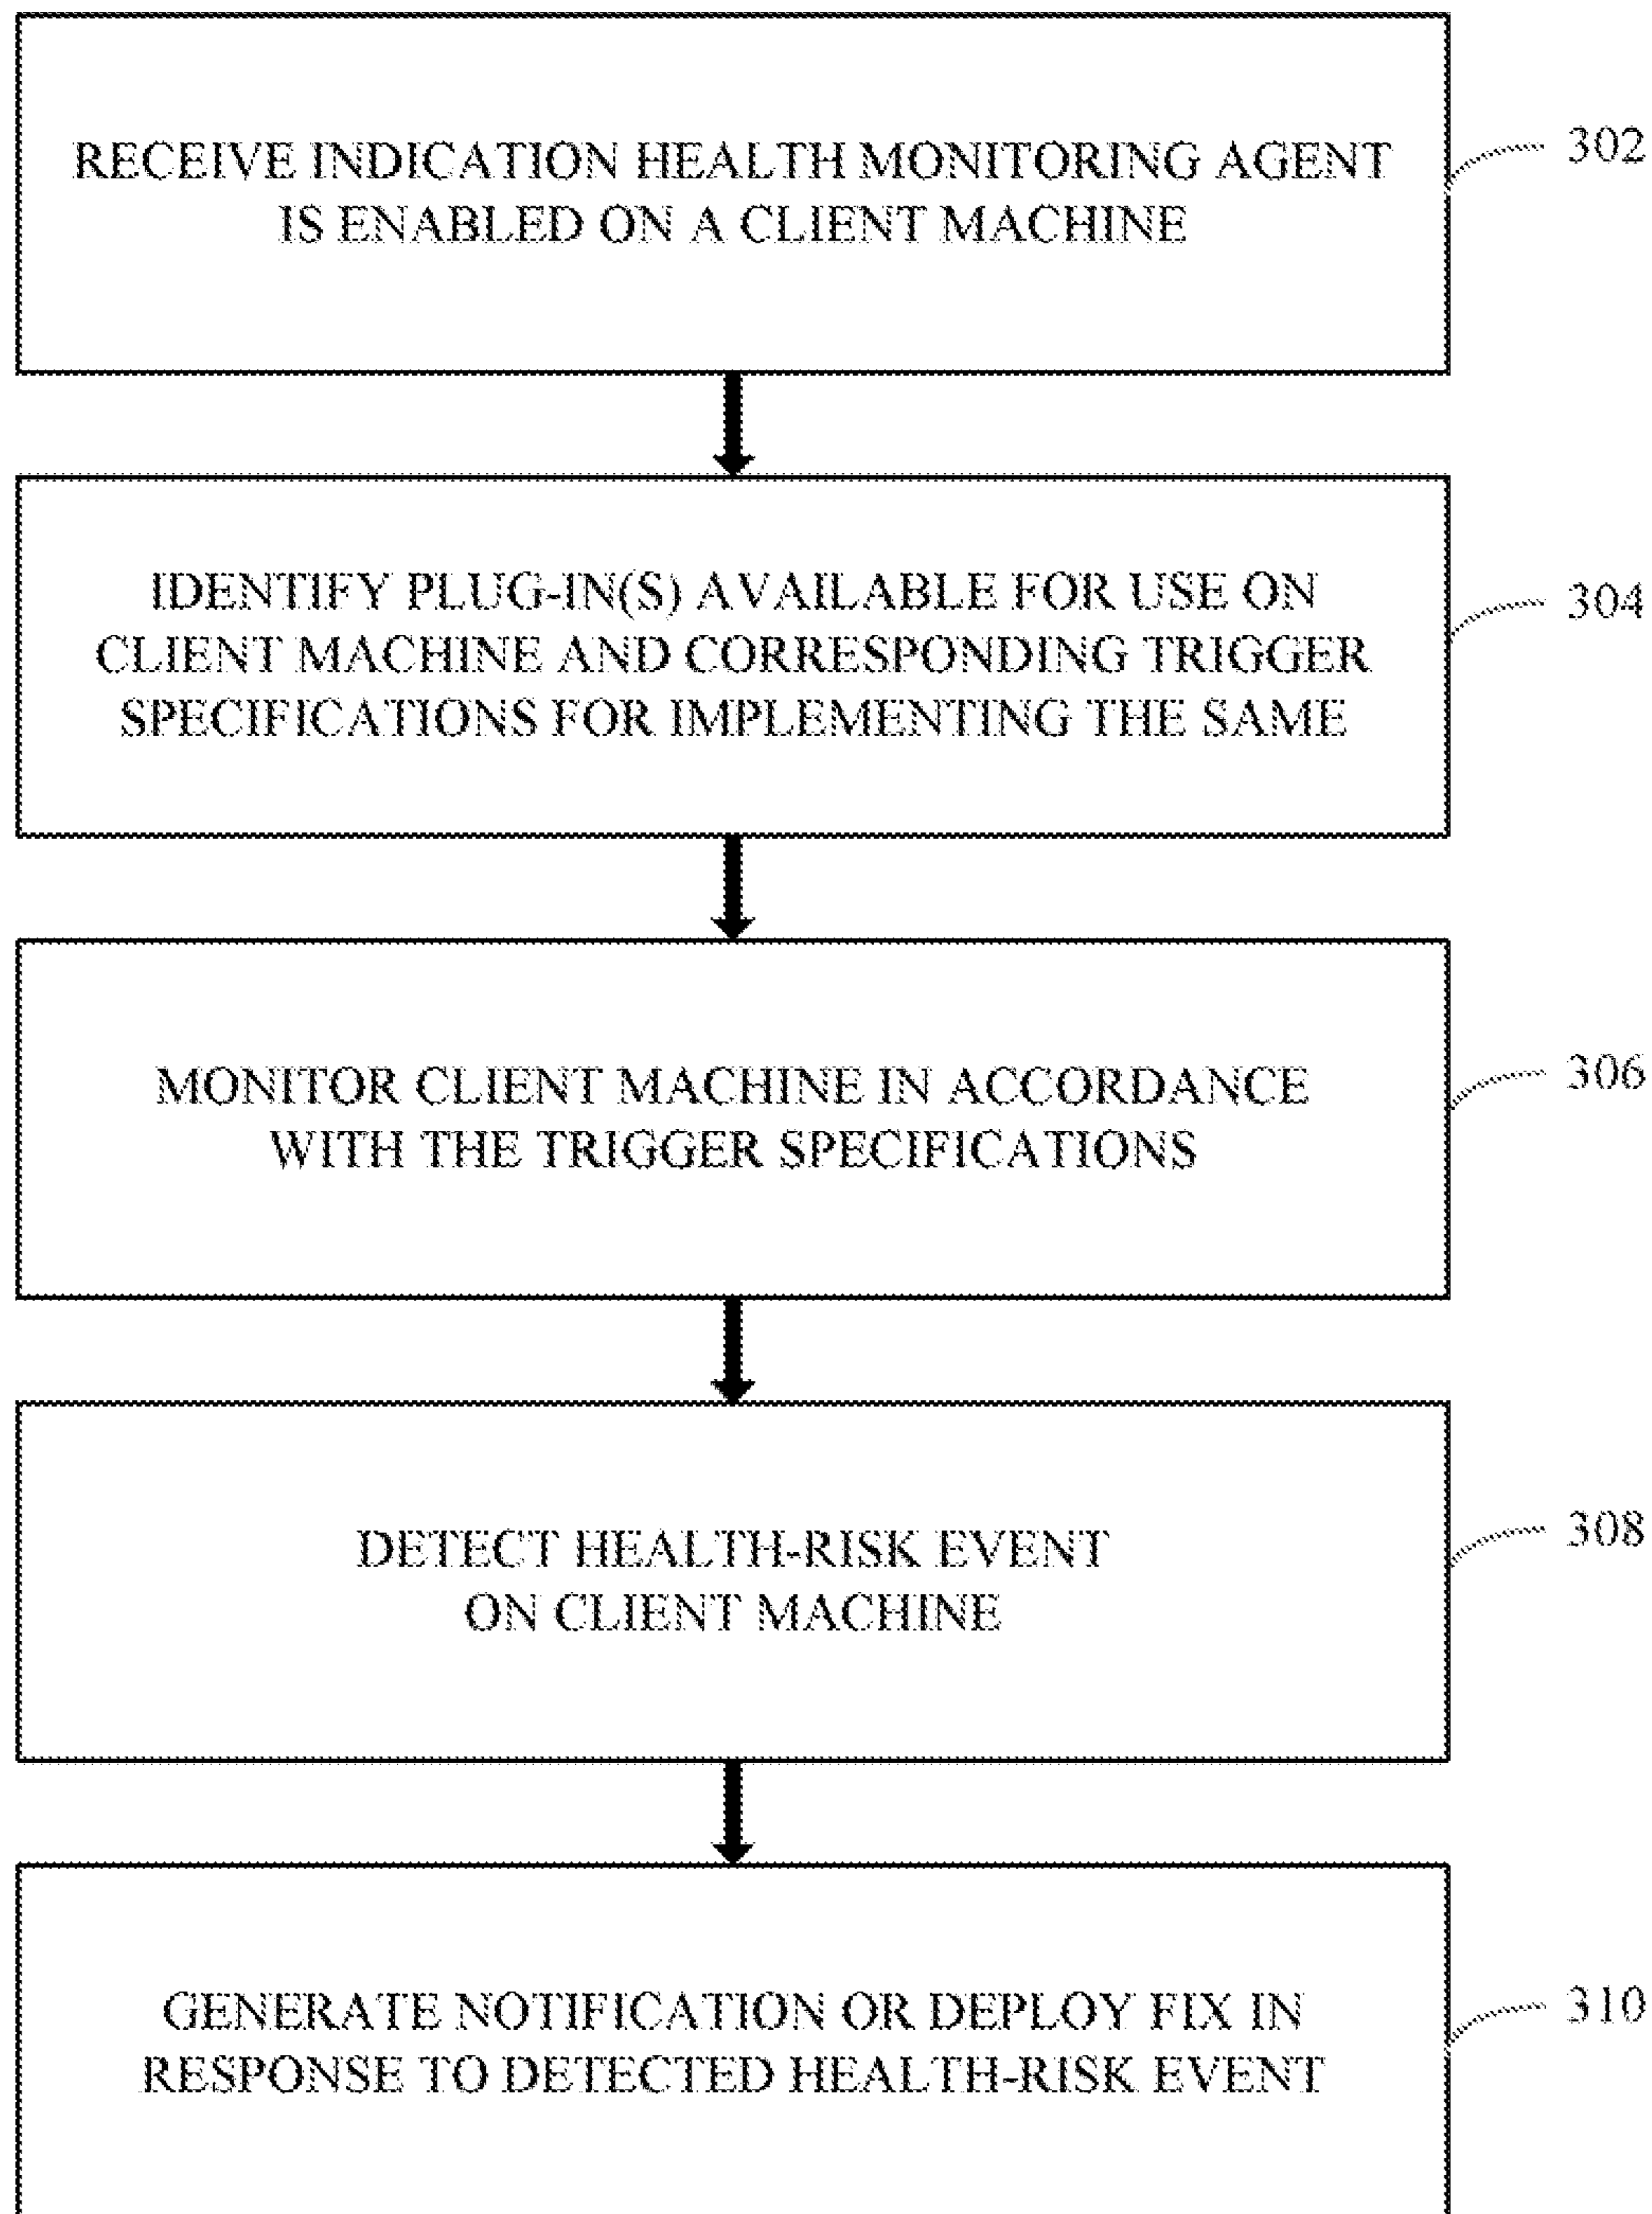 RECEIVE INDICATION HEALTH MONITORING AGENT
IS ENABLED ON A CLIENT MACHINE
302
IDENTIFY PLUG-IN(S) AVAILABLE FOR USE ON
CLIENT MACHINE AND CORRESPONDING TRIGGER
SPECIFICATIONS FOR IMPLEMENTING THE SAME
304
MONITOR CLIENT MACHINE IN ACCORDANCE
WITH THE TRIGGER SPECIFICATIONS
306
DETECT HEALTH-RISK EVENT
ON CLIENT MACHINE
308
GENERATE NOTIFICATION OR DEPLOY FIX IN
RESPONSE TO DETECTED HEALTH-RISK EVENT
310